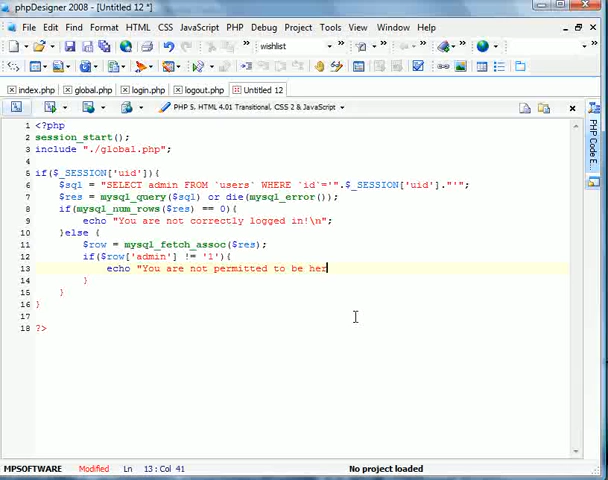 phpDesigner 2008 - [Untitled 12 *]
File Edit Find Format HTML CSS JavaScript PHP Debug Project Tools View Window Help
wishlist
index.php global.php login.php logout.php Untitled 12
PHP 5, HTML 4.01 Transitional, CSS 2 & JavaScript
1 <?php
2 session_start();
3 include "./global.php";
4
5 if($_SESSION['uid']){
6 $sql = "SELECT admin FROM `users` WHERE `id`='".$_SESSION['uid']."'";
7 $res = mysql_query($sql) or die(mysql_error());
8 if(mysql_num_rows($res) == 0){
9 echo "You are not correctly logged in!\n";
10 }else {
11 $row = mysql_fetch_assoc($res);
12 if($row['admin'] != '1'){
13 echo "You are not permitted to be her
14 }
15 }
16 }
17
18 ?>
PHP Code E
MPSOFTWARE Modified Ln 13 : Col 41 No project loaded